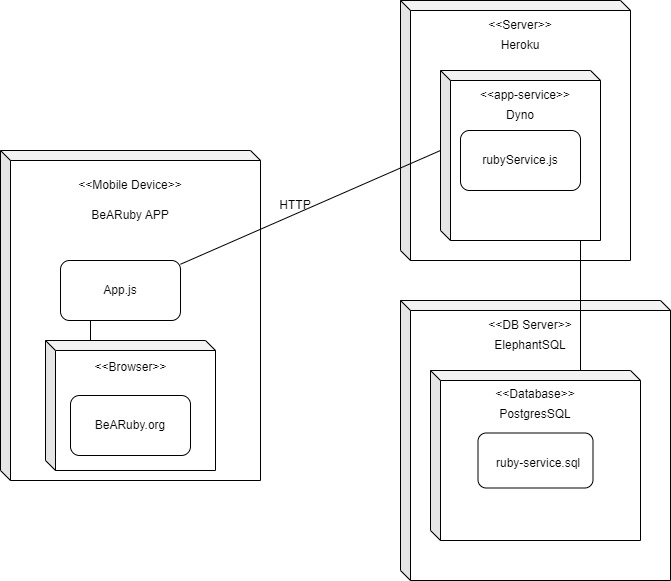 <<Server>>
Heroku
<<app-service>>
Dyno
rubyService.js
<<Mobile Device>>
BeARuby APP
HTTP
App.js
<<Browser>>
BeARuby.org
<<DB Server>>
ElephantSQL
<<Database>>
PostgresSQL
ruby-service.sql